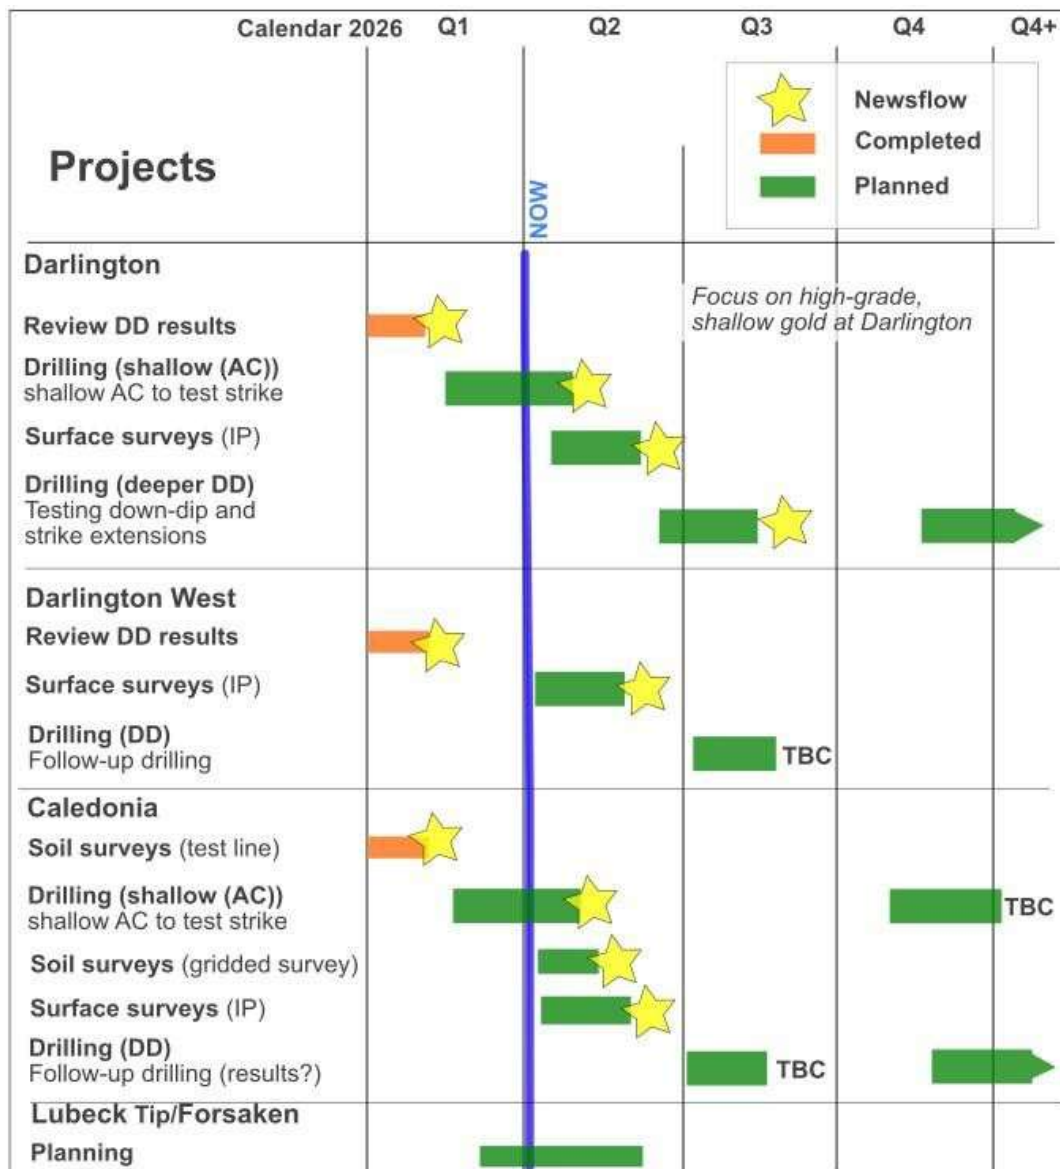 Calendar 2026 Q1 Q2 Q3 Q4 Q4+
Newsflow
Completed
Planned
Projects
NOW
Darlington
Focus on high-grade,
shallow gold at Darlington
Review DD results
Drilling (shallow (AC))
shallow AC to test strike
Surface surveys (IP)
Drilling (deeper DD)
Testing down-dip and
strike extensions
Darlington West
Review DD results
Surface surveys (IP)
Drilling (DD)
Follow-up drilling
TBC
Caledonia
Soil surveys (test line)
Drilling (shallow (AC))
shallow AC to test strike
TBC
Soil surveys (gridded survey)
Surface surveys (IP)
Drilling (DD)
Follow-up drilling (results?)
TBC
Lubeck Tip/Forsaken
Planning